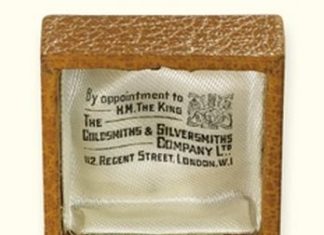 By appointment to
H.M. THE KING
THE
GOLDSMITHS & SILVERSMITHS
COMPANY LTD
112, REGENT STREET, LONDON, W.1